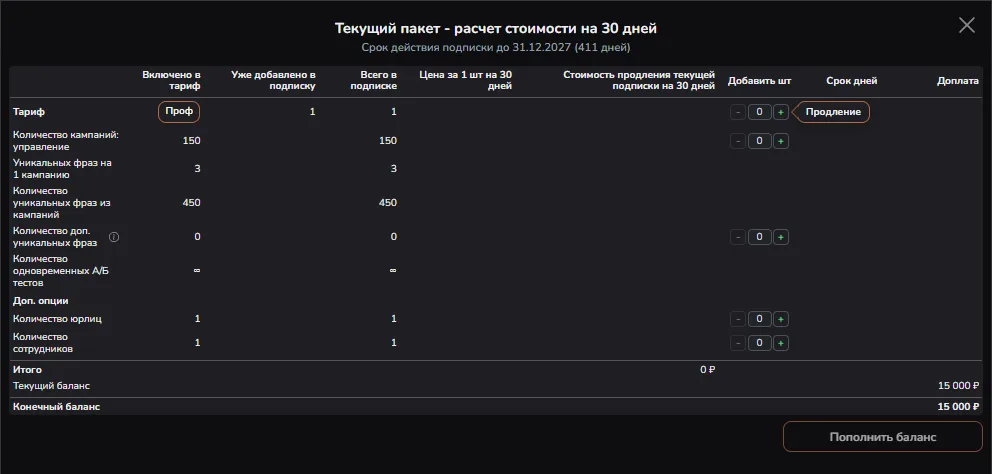 Текущий пакет - расчет стоимости на 30 дней
Срок действия подписки до 31.12.2027 (411 дней)
Включено в тариф Уже добавлено в подписку Всего в подписке Цена за 1 шт на 30 дней Стоимость продления текущей подписки на 30 дней Добавить шт Срок дней Доплата
Тариф Проф 1 1 - 0 + Продление
Количество кампаний: управление 150 150 - 0 +
Уникальных фраз на 1 кампанию 3 3
Количество уникальных фраз из кампаний 450 450
Количество доп. уникальных фраз i 0 0 - 0 +
Количество одновременных А/Б тестов ∞ ∞
Доп. опции
Количество юрлиц 1 1 - 0 +
Количество сотрудников 1 1 - 0 +
Итого 0 ₽
Текущий баланс 15 000 ₽
Конечный баланс 15 000 ₽
Пополнить баланс